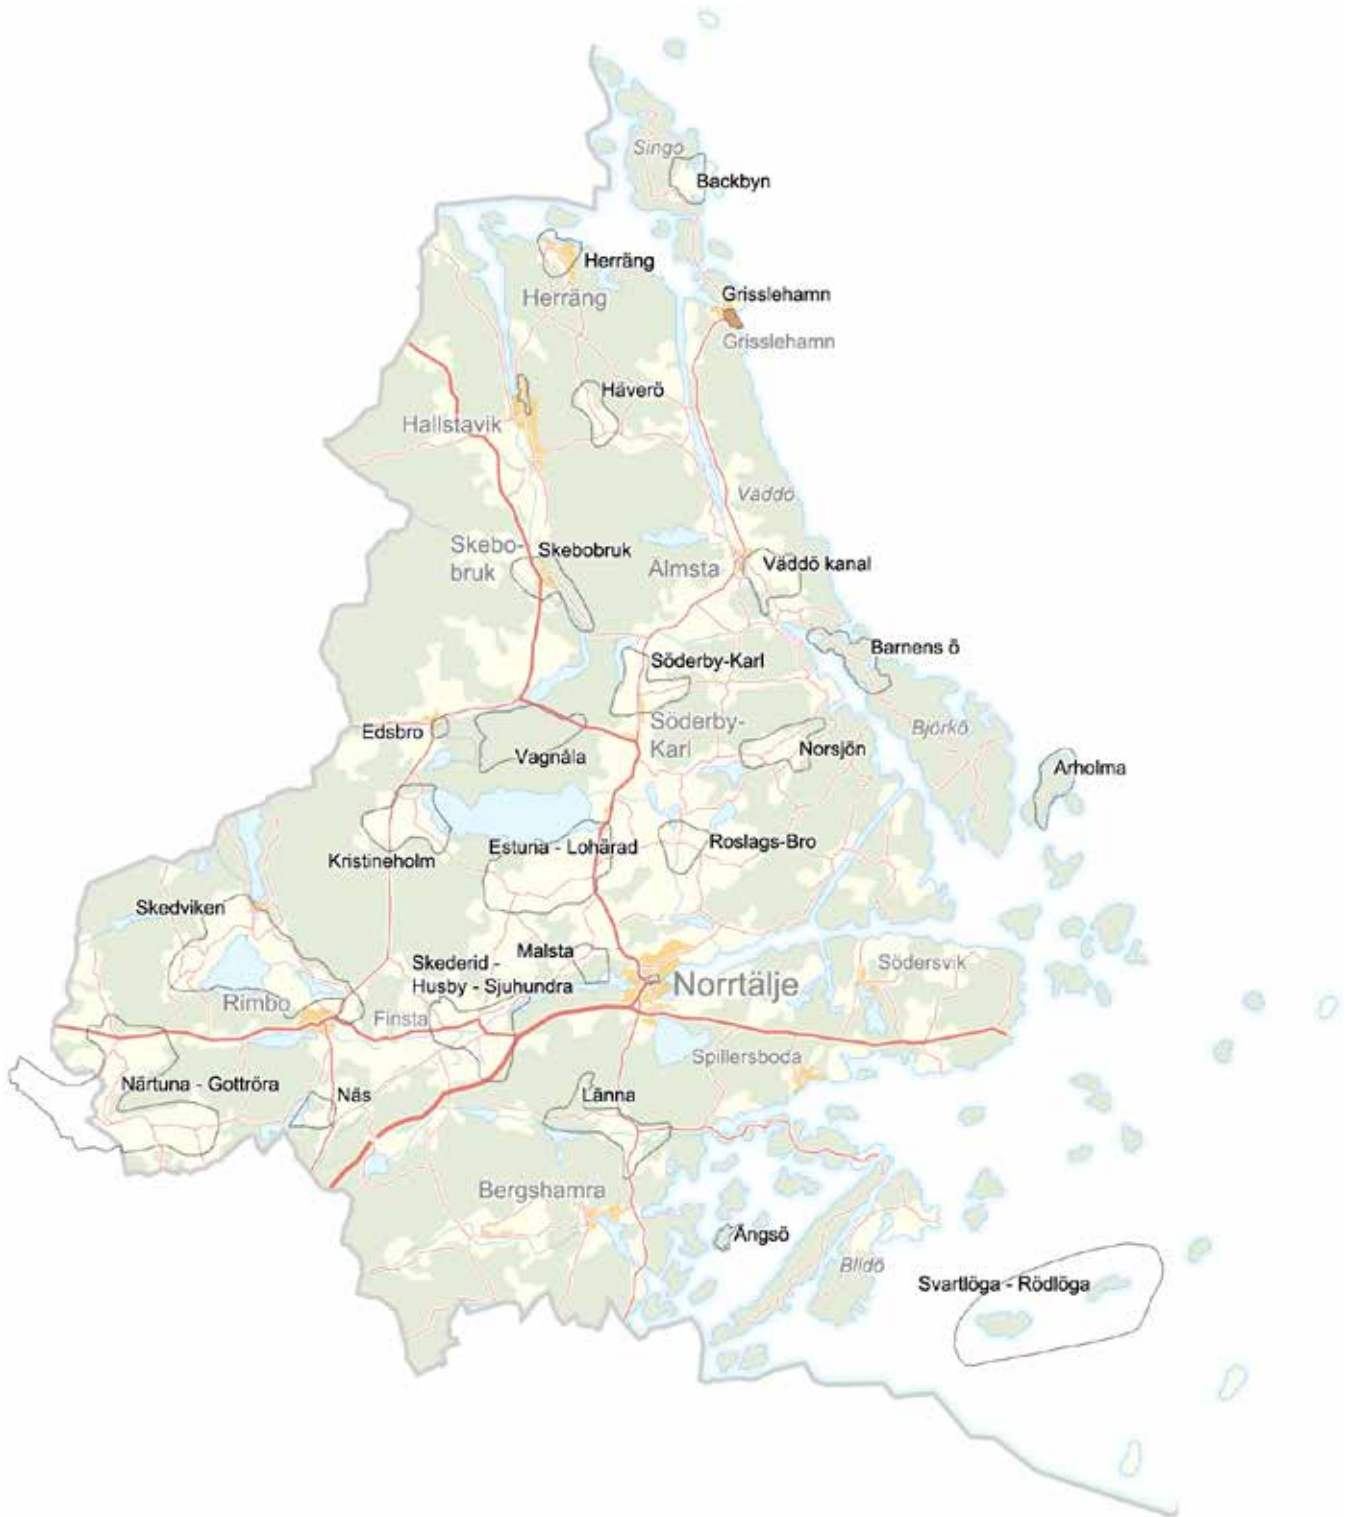 Singö
Backbyn
Herräng
Herräng
Grisslehamn
Grisslehamn
Häverö
Hallstavik
Väddö
Skebo-
bruk
Skebobruk
Älmsta
Väddö kanal
Barnens ö
Söderby-Karl
Söderby-
Karl
Björkö
Edsbro
Vagnåla
Norsjön
Arholma
Kristineholm
Estuna - Lohärad
Roslags-Bro
Skedviken
Malsta
Skederid -
Husby - Sjuhundra
Norrtälje
Södersvik
Rimbo
Finsta
Spillersboda
Närtuna - Gottröra
Näs
Länna
Bergshamra
Ängsö
Blidö
Svartlöga - Rödlöga